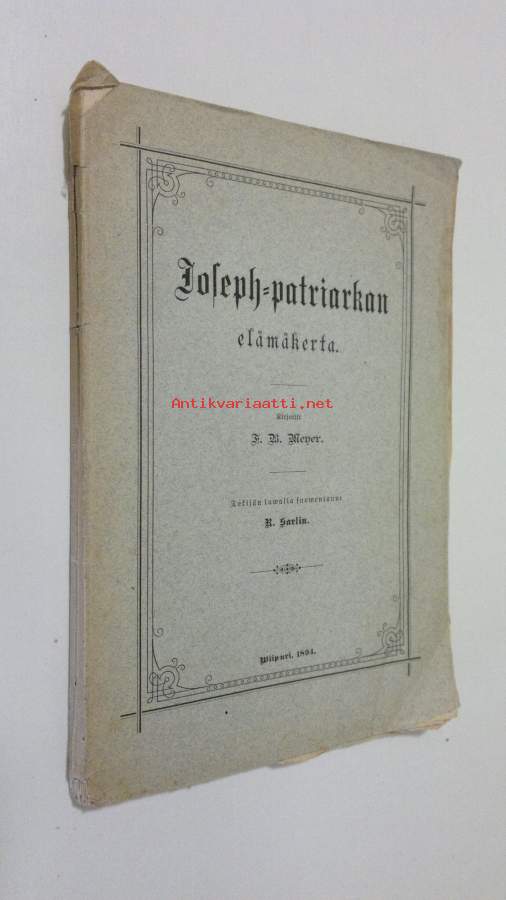 Joseph-patriarkan
elämäkerta.
Antikvariaatti.net
Kirjoitti
F. B. Meyer.
Tekijän luwalla suomentanut
R. Sarlin.
Wiipuri, 1894.